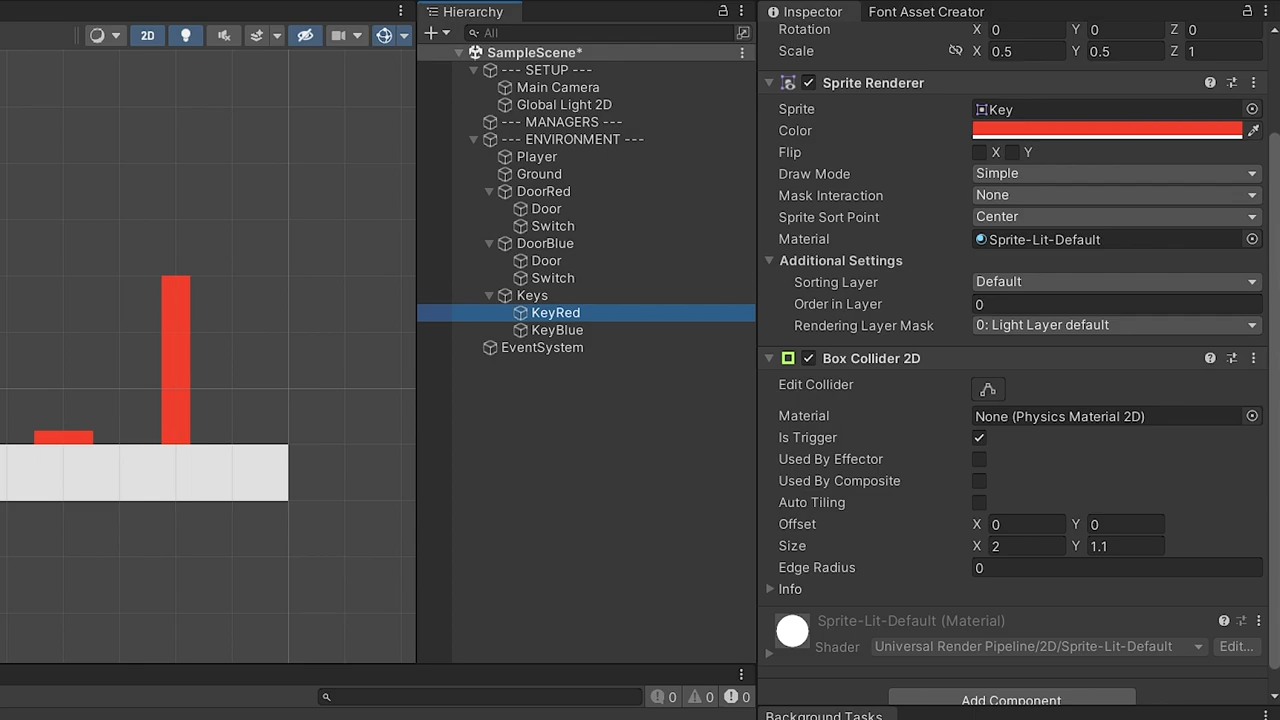 Hierarchy
Inspector
Font Asset Creator
2D
All
Rotation X 0 Y 0 Z 0
Scale X 0.5 Y 0.5 Z 1
SampleScene*
--- SETUP ---
Main Camera
Global Light 2D
--- MANAGERS ---
--- ENVIRONMENT ---
Player
Ground
DoorRed
Door
Switch
DoorBlue
Door
Switch
Keys
KeyRed
KeyBlue
EventSystem
Sprite Renderer
Sprite Key
Color
Flip X Y
Draw Mode Simple
Mask Interaction None
Sprite Sort Point Center
Material Sprite-Lit-Default
Additional Settings
Sorting Layer Default
Order in Layer 0
Rendering Layer Mask 0: Light Layer default
Box Collider 2D
Edit Collider
Material None (Physics Material 2D)
Is Trigger
Used By Effector
Used By Composite
Auto Tiling
Offset X 0 Y 0
Size X 2 Y 1.1
Edge Radius 0
Info
Sprite-Lit-Default (Material)
Shader Universal Render Pipeline/2D/Sprite-Lit-Default Edit...
0 0 0
Add Component
Background Tasks